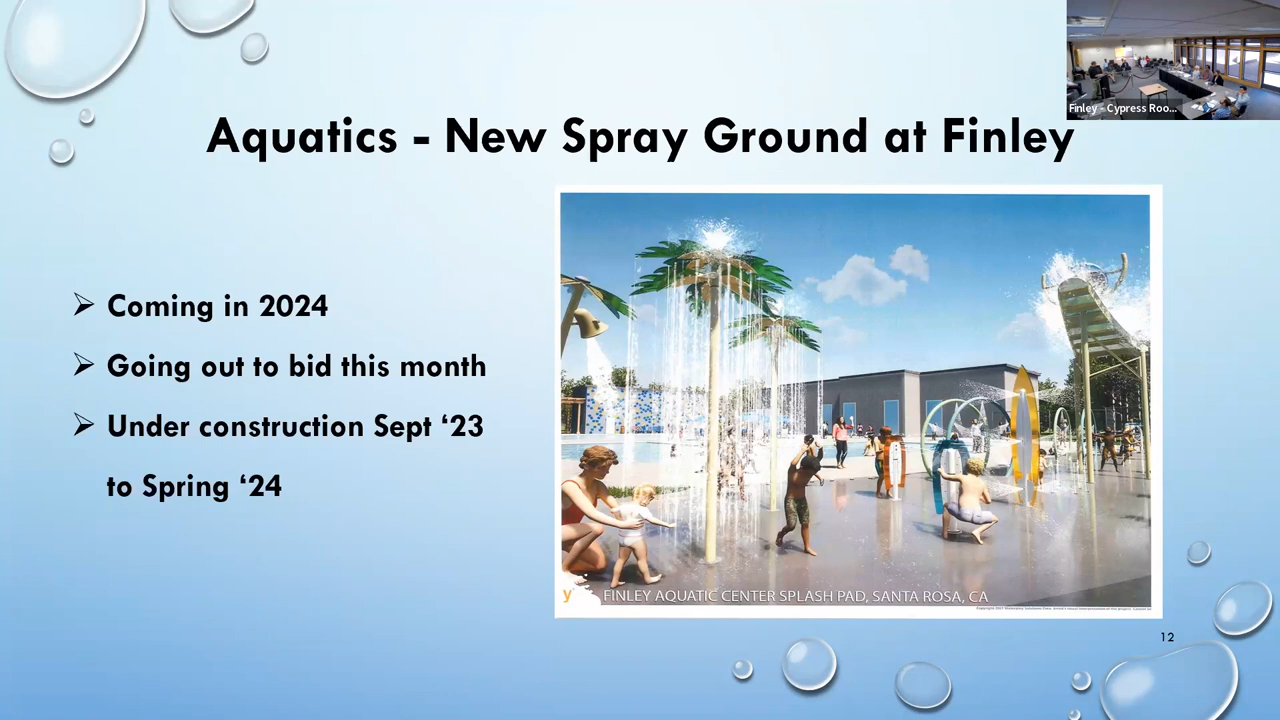 Finley - Cypress Roo...
Aquatics - New Spray Ground at Finley
➢ Coming in 2024
➢ Going out to bid this month
➢ Under construction Sept ‘23
to Spring ‘24
FINLEY AQUATIC CENTER SPLASH PAD, SANTA ROSA, CA
12